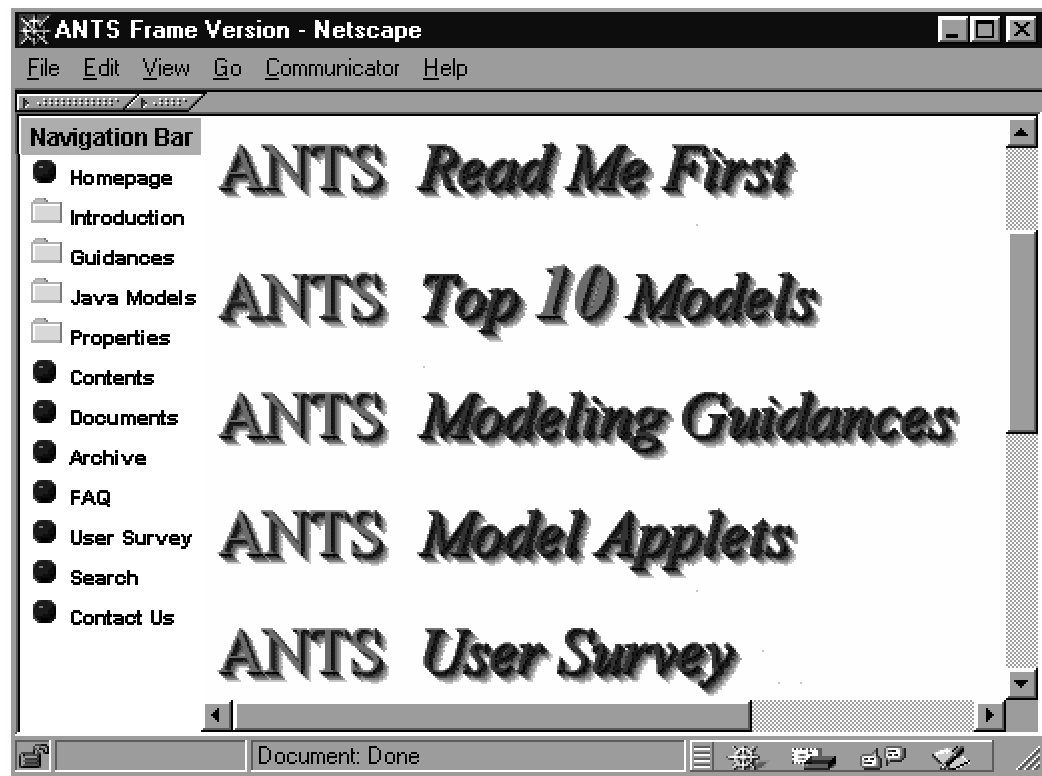 ANTS Frame Version - Netscape
File Edit View Go Communicator Help
Navigation Bar
Homepage
Introduction
Guidances
Java Models
Properties
Contents
Documents
Archive
FAQ
User Survey
Search
Contact Us
ANTS Read Me First
ANTS Top 10 Models
ANTS Modeling Guidances
ANTS Model Applets
ANTS User Survey
Document: Done